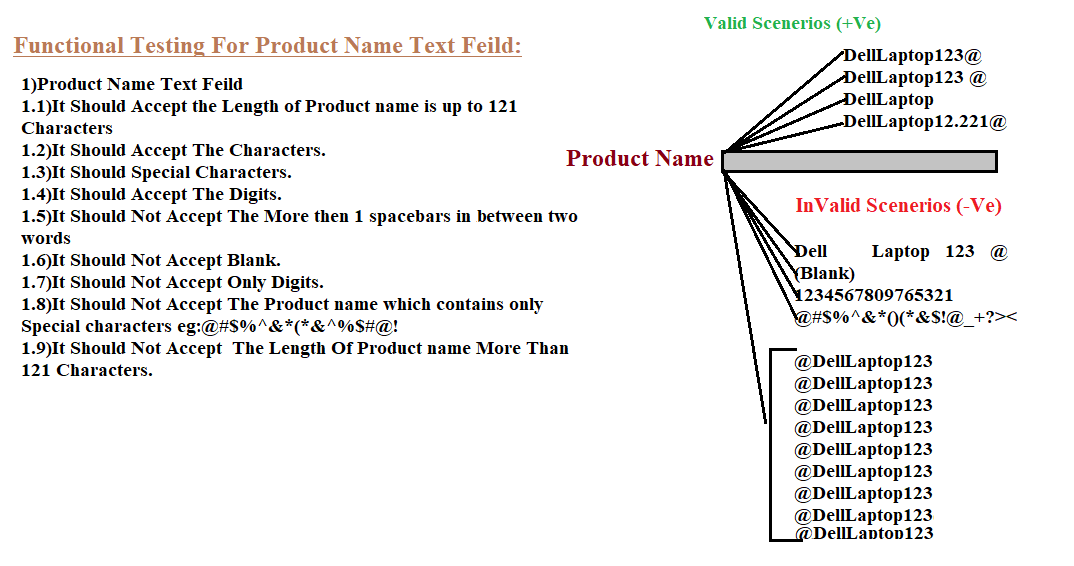 Functional Testing For Product Name Text Feild:
1)Product Name Text Feild
1.1)It Should Accept the Length of Product name is up to 121
Characters
1.2)It Should Accept The Characters.
1.3)It Should Special Characters.
1.4)It Should Accept The Digits.
1.5)It Should Not Accept The More then 1 spacebars in between two
words
1.6)It Should Not Accept Blank.
1.7)It Should Not Accept Only Digits.
1.8)It Should Not Accept The Product name which contains only
Special characters eg:@#$%^&*(*&^%$#@!
1.9)It Should Not Accept  The Length Of Product name More Than
121 Characters.
Valid Scenerios (+Ve)
DellLaptop123@
DellLaptop123 @
DellLaptop
DellLaptop12.221@
Product Name
InValid Scenerios (-Ve)
Dell    Laptop  123  @
(Blank)
1234567809765321
@#$%^&*()(*&$!@_+?><
@DellLaptop123
@DellLaptop123
@DellLaptop123
@DellLaptop123
@DellLaptop123
@DellLaptop123
@DellLaptop123
@DellLaptop123
@DellLaptop123